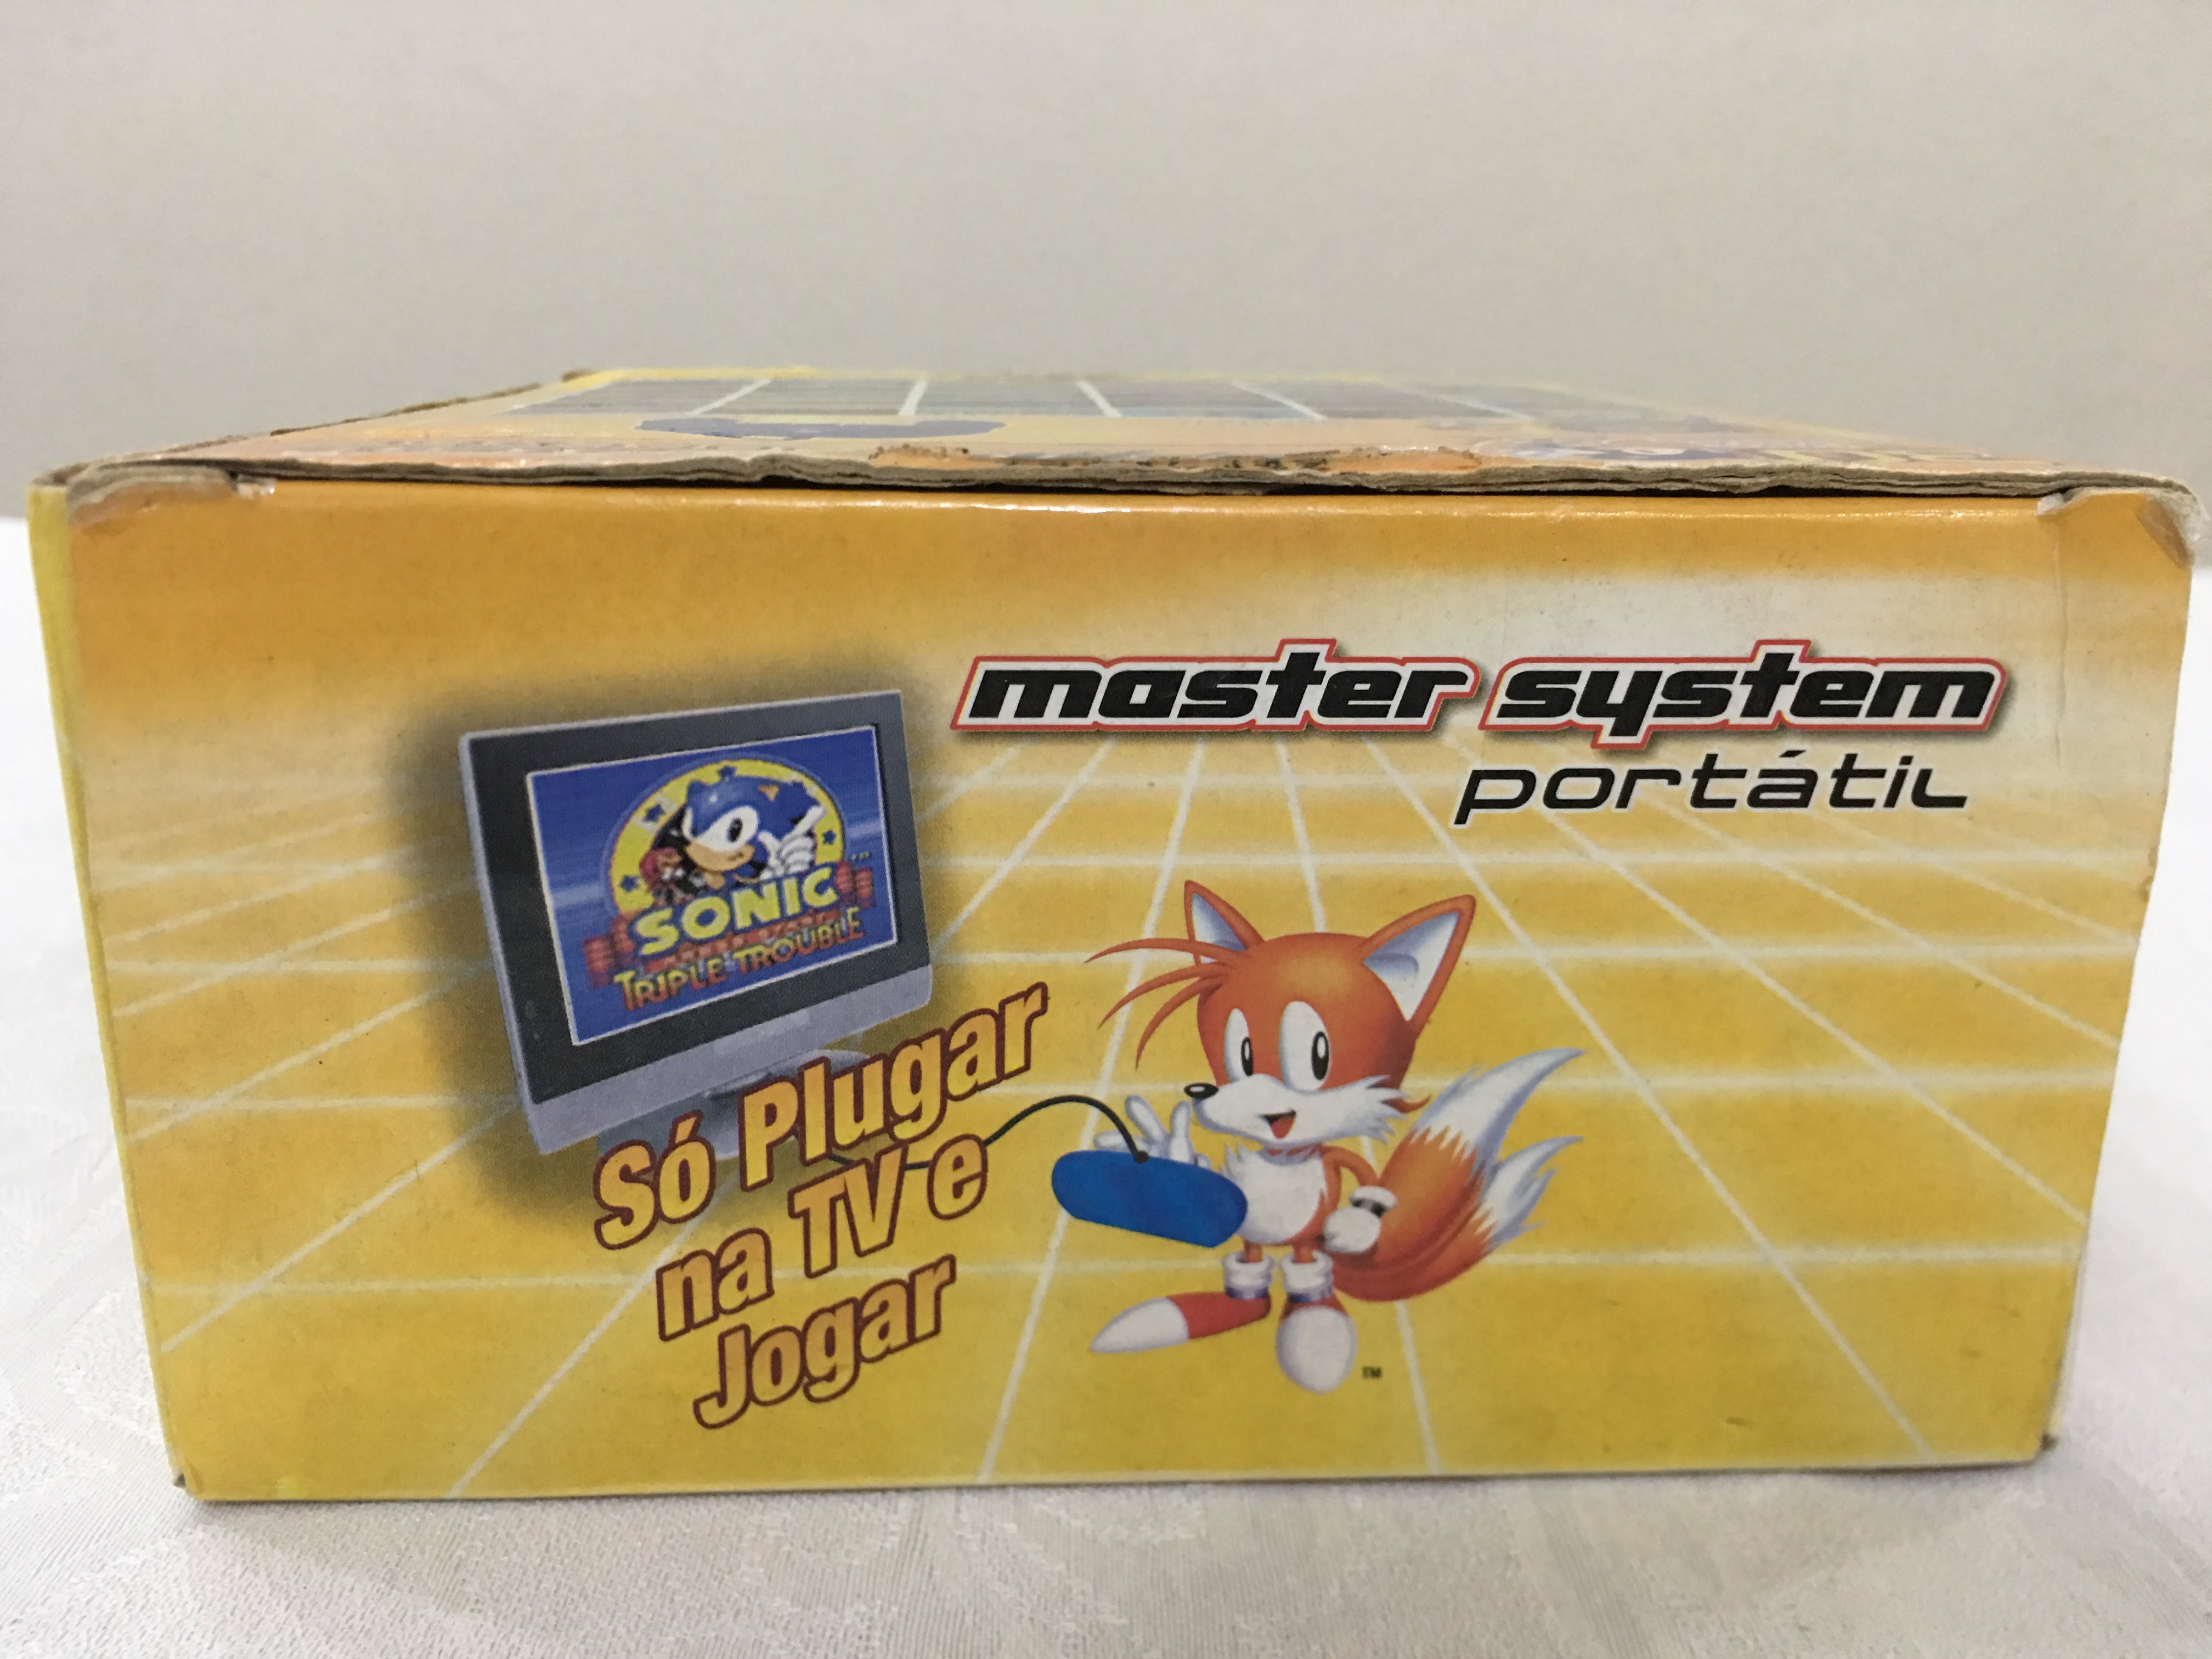 master system
portátil
SONIC
TRIPLE TROUBLE
Só Plugar
na TV e
Jogar
TM